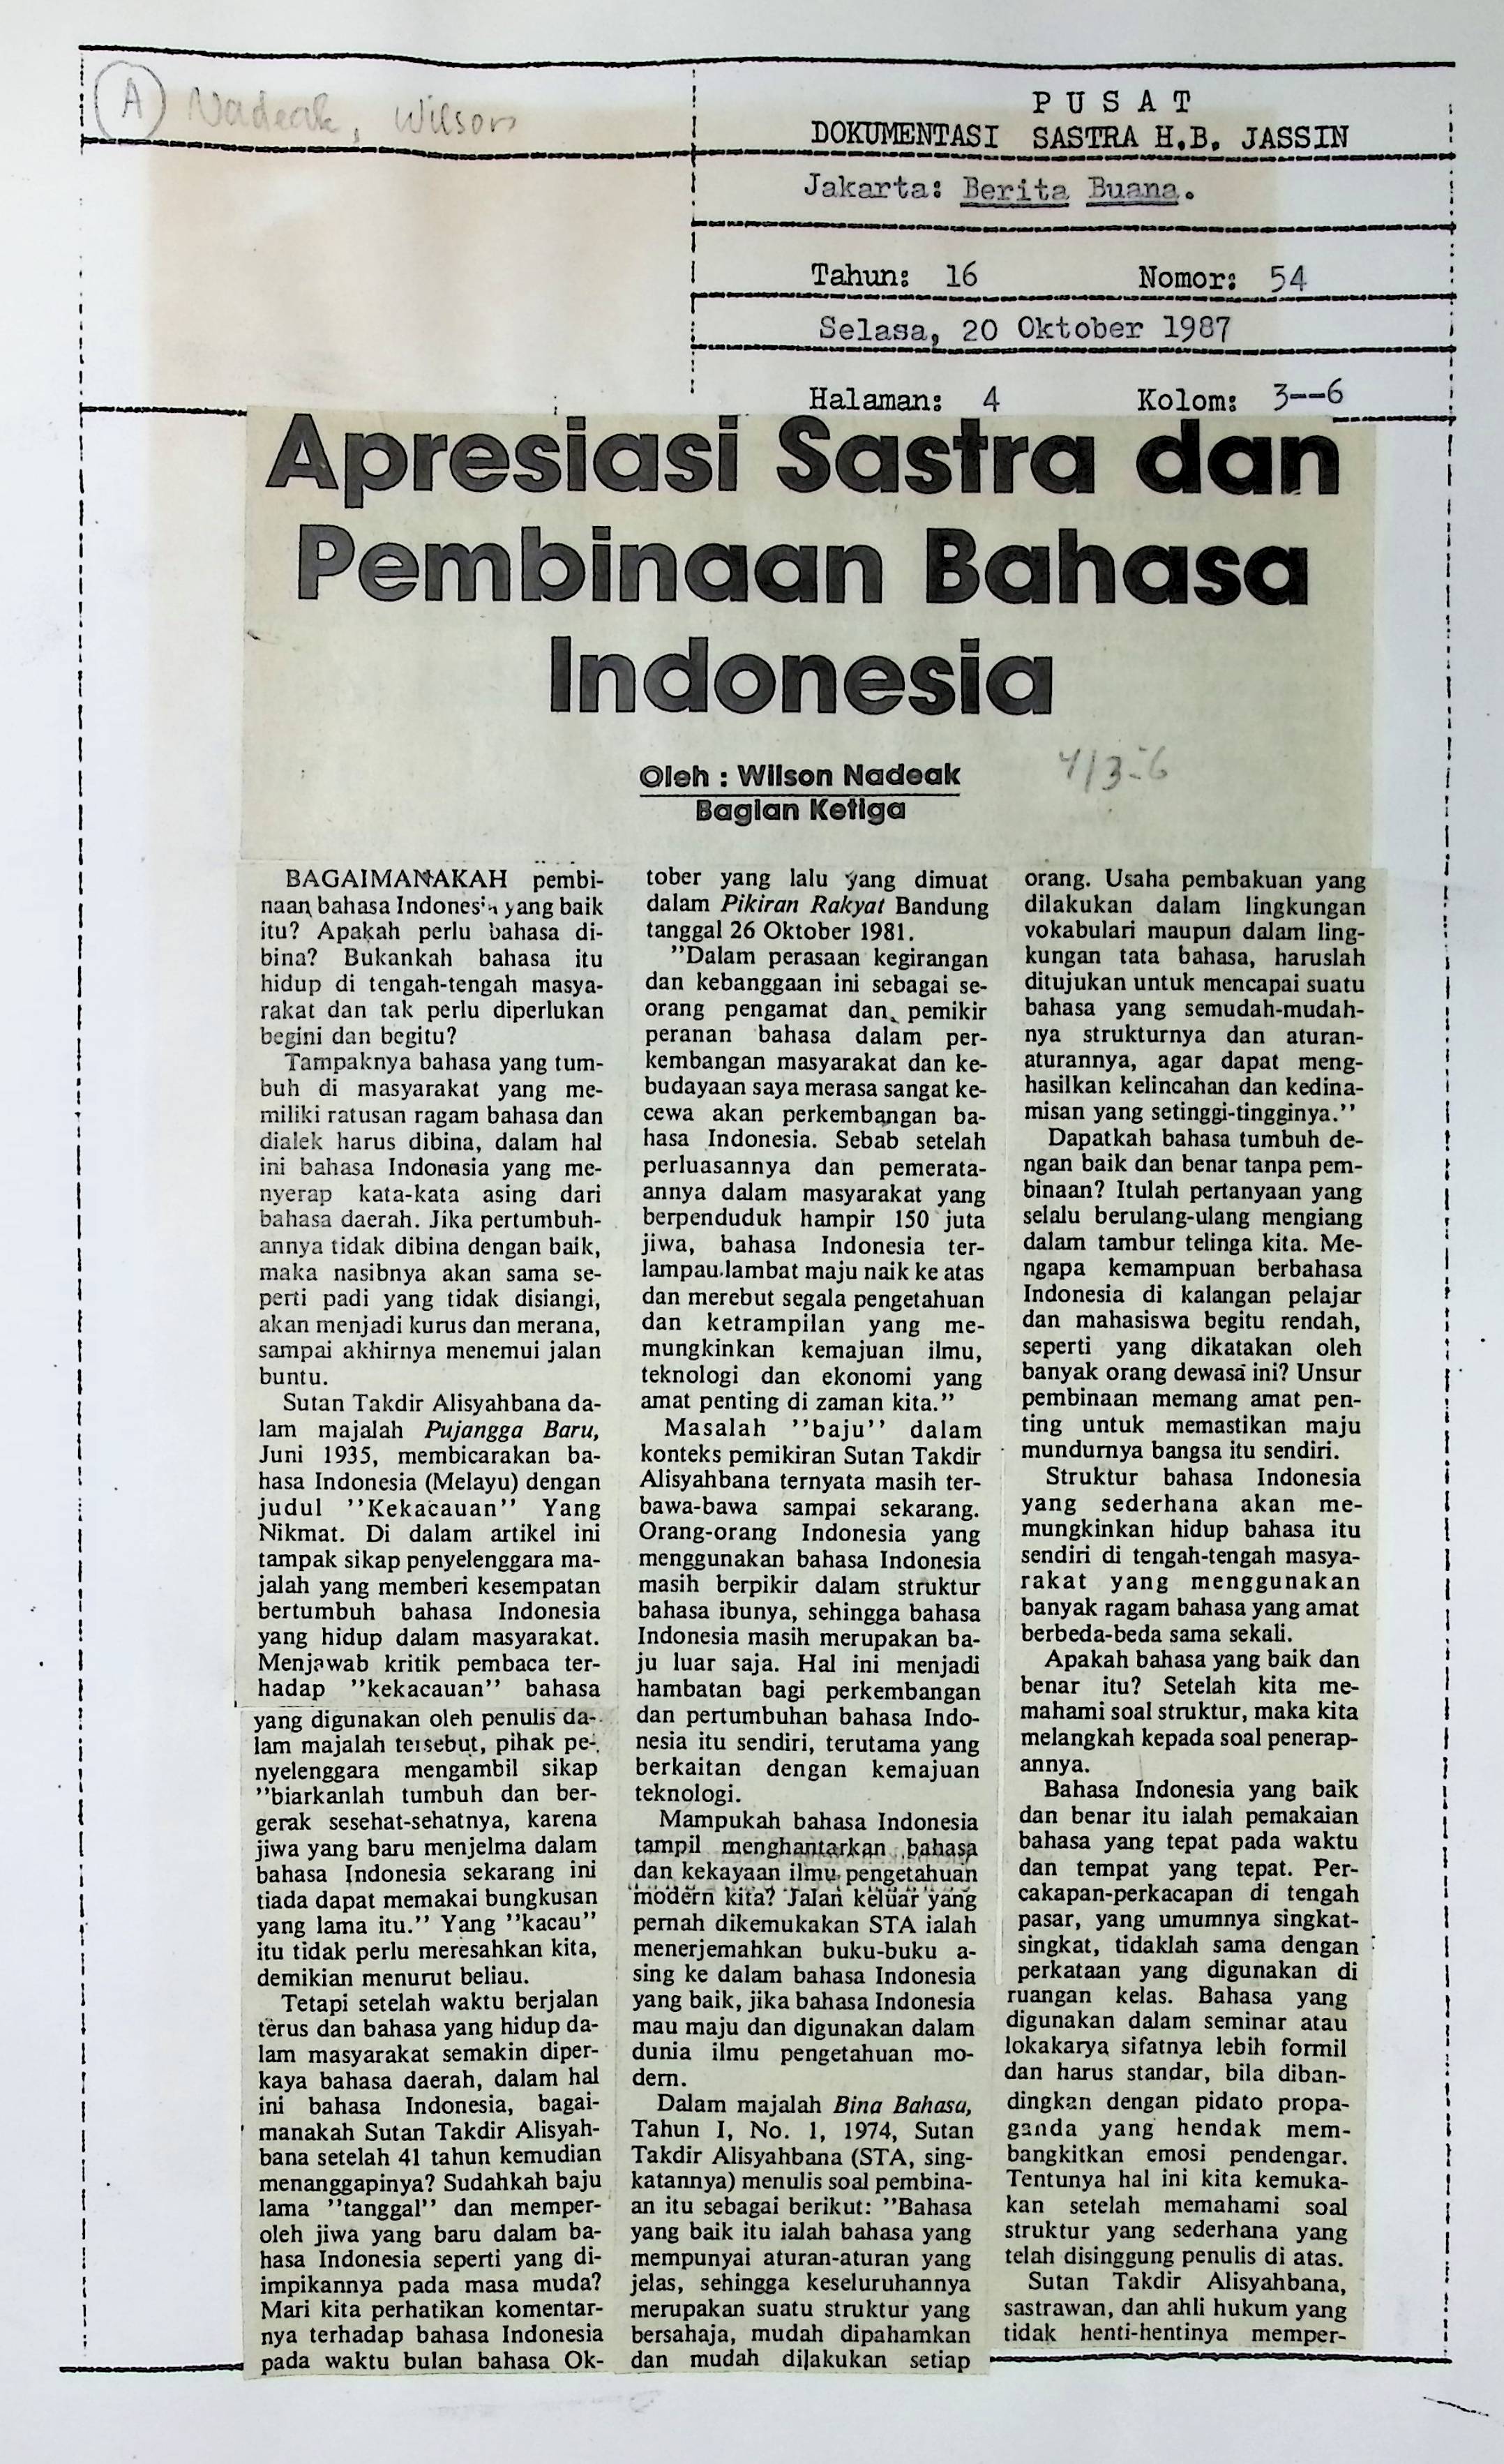 A Nadeak, Wilson
PUSAT
DOKUMENTASI SASTRA H.B. JASSIN
Jakarta: Berita Buana.
Tahun: 16 Nomor: 54
Selasa, 20 Oktober 1987
Halaman: 4 Kolom: 3--6
Apresiasi Sastra dan
Pembinaan Bahasa
Indonesia
Oleh : Wilson Nadeak
Bagian Ketiga
4/3-6
BAGAIMANAKAH pembi-
naan bahasa Indonesia yang baik
itu? Apakah perlu bahasa di-
bina? Bukankah bahasa itu
hidup di tengah-tengah masya-
rakat dan tak perlu diperlukan
begini dan begitu?
Tampaknya bahasa yang tum-
buh di masyarakat yang me-
miliki ratusan ragam bahasa dan
dialek harus dibina, dalam hal
ini bahasa Indonesia yang me-
nyerap kata-kata asing dari
bahasa daerah. Jika pertumbuh-
annya tidak dibina dengan baik,
maka nasibnya akan sama se-
perti padi yang tidak disiangi,
akan menjadi kurus dan merana,
sampai akhirnya menemui jalan
buntu.
Sutan Takdir Alisyahbana da-
lam majalah Pujangga Baru,
Juni 1935, membicarakan ba-
hasa Indonesia (Melayu) dengan
judul ''Kekacauan'' Yang
Nikmat. Di dalam artikel ini
tampak sikap penyelenggara ma-
jalah yang memberi kesempatan
bertumbuh bahasa Indonesia
yang hidup dalam masyarakat.
Menjawab kritik pembaca ter-
hadap ''kekacauan'' bahasa
yang digunakan oleh penulis da-
lam majalah tersebut, pihak pe-
nyelenggara mengambil sikap
''biarkanlah tumbuh dan ber-
gerak sesehat-sehatnya, karena
jiwa yang baru menjelma dalam
bahasa Indonesia sekarang ini
tiada dapat memakai bungkusan
yang lama itu.'' Yang ''kacau''
itu tidak perlu meresahkan kita,
demikian menurut beliau.
Tetapi setelah waktu berjalan
terus dan bahasa yang hidup da-
lam masyarakat semakin diper-
kaya bahasa daerah, dalam hal
ini bahasa Indonesia, bagai-
manakah Sutan Takdir Alisyah-
bana setelah 41 tahun kemudian
menanggapinya? Sudahkah baju
lama ''tanggal'' dan memper-
oleh jiwa yang baru dalam ba-
hasa Indonesia seperti yang di-
impikannya pada masa muda?
Mari kita perhatikan komentar-
nya terhadap bahasa Indonesia
pada waktu bulan bahasa Ok-
tober yang lalu yang dimuat
dalam Pikiran Rakyat Bandung
tanggal 26 Oktober 1981.
''Dalam perasaan kegirangan
dan kebanggaan ini sebagai se-
orang pengamat dan pemikir
peranan bahasa dalam per-
kembangan masyarakat dan ke-
budayaan saya merasa sangat ke-
cewa akan perkembangan ba-
hasa Indonesia. Sebab setelah
perluasannya dan pemerata-
annya dalam masyarakat yang
berpenduduk hampir 150 juta
jiwa, bahasa Indonesia ter-
lampau lambat maju naik ke atas
dan merebut segala pengetahuan
dan ketrampilan yang me-
mungkinkan kemajuan ilmu,
teknologi dan ekonomi yang
amat penting di zaman kita.''
Masalah ''baju'' dalam
konteks pemikiran Sutan Takdir
Alisyahbana ternyata masih ter-
bawa-bawa sampai sekarang.
Orang-orang Indonesia yang
menggunakan bahasa Indonesia
masih berpikir dalam struktur
bahasa ibunya, sehingga bahasa
Indonesia masih merupakan ba-
ju luar saja. Hal ini menjadi
hambatan bagi perkembangan
dan pertumbuhan bahasa Indo-
nesia itu sendiri, terutama yang
berkaitan dengan kemajuan
teknologi.
Mampukah bahasa Indonesia
tampil menghantarkan bahasa
dan kekayaan ilmu pengetahuan
modern kita? Jalan keluar yang
pernah dikemukakan STA ialah
menerjemahkan buku-buku a-
sing ke dalam bahasa Indonesia
yang baik, jika bahasa Indonesia
mau maju dan digunakan dalam
dunia ilmu pengetahuan mo-
dern.
Dalam majalah Bina Bahasa,
Tahun I, No. 1, 1974, Sutan
Takdir Alisyahbana (STA, sing-
katannya) menulis soal pembina-
an itu sebagai berikut: ''Bahasa
yang baik itu ialah bahasa yang
mempunyai aturan-aturan yang
jelas, sehingga keseluruhannya
merupakan suatu struktur yang
bersahaja, mudah dipahamkan
dan mudah dilakukan setiap
orang. Usaha pembakuan yang
dilakukan dalam lingkungan
vokabulari maupun dalam ling-
kungan tata bahasa, haruslah
ditujukan untuk mencapai suatu
bahasa yang semudah-mudah-
nya strukturnya dan aturan-
aturannya, agar dapat meng-
hasilkan kelincahan dan kedina-
misan yang setinggi-tingginya.''
Dapatkah bahasa tumbuh de-
ngan baik dan benar tanpa pem-
binaan? Itulah pertanyaan yang
selalu berulang-ulang mengiang
dalam tambur telinga kita. Me-
ngapa kemampuan berbahasa
Indonesia di kalangan pelajar
dan mahasiswa begitu rendah,
seperti yang dikatakan oleh
banyak orang dewasa ini? Unsur
pembinaan memang amat pen-
ting untuk memastikan maju
mundurnya bangsa itu sendiri.
Struktur bahasa Indonesia
yang sederhana akan me-
mungkinkan hidup bahasa itu
sendiri di tengah-tengah masya-
rakat yang menggunakan
banyak ragam bahasa yang amat
berbeda-beda sama sekali.
Apakah bahasa yang baik dan
benar itu? Setelah kita me-
mahami soal struktur, maka kita
melangkah kepada soal penerap-
annya.
Bahasa Indonesia yang baik
dan benar itu ialah pemakaian
bahasa yang tepat pada waktu
dan tempat yang tepat. Per-
cakapan-perkacapan di tengah
pasar, yang umumnya singkat-
singkat, tidaklah sama dengan
perkataan yang digunakan di
ruangan kelas. Bahasa yang
digunakan dalam seminar atau
lokakarya sifatnya lebih formil
dan harus standar, bila diban-
dingkan dengan pidato propa-
ganda yang hendak mem-
bangkitkan emosi pendengar.
Tentunya hal ini kita kemuka-
kan setelah memahami soal
struktur yang sederhana yang
telah disinggung penulis di atas.
Sutan Takdir Alisyahbana,
sastrawan, dan ahli hukum yang
tidak henti-hentinya memper-